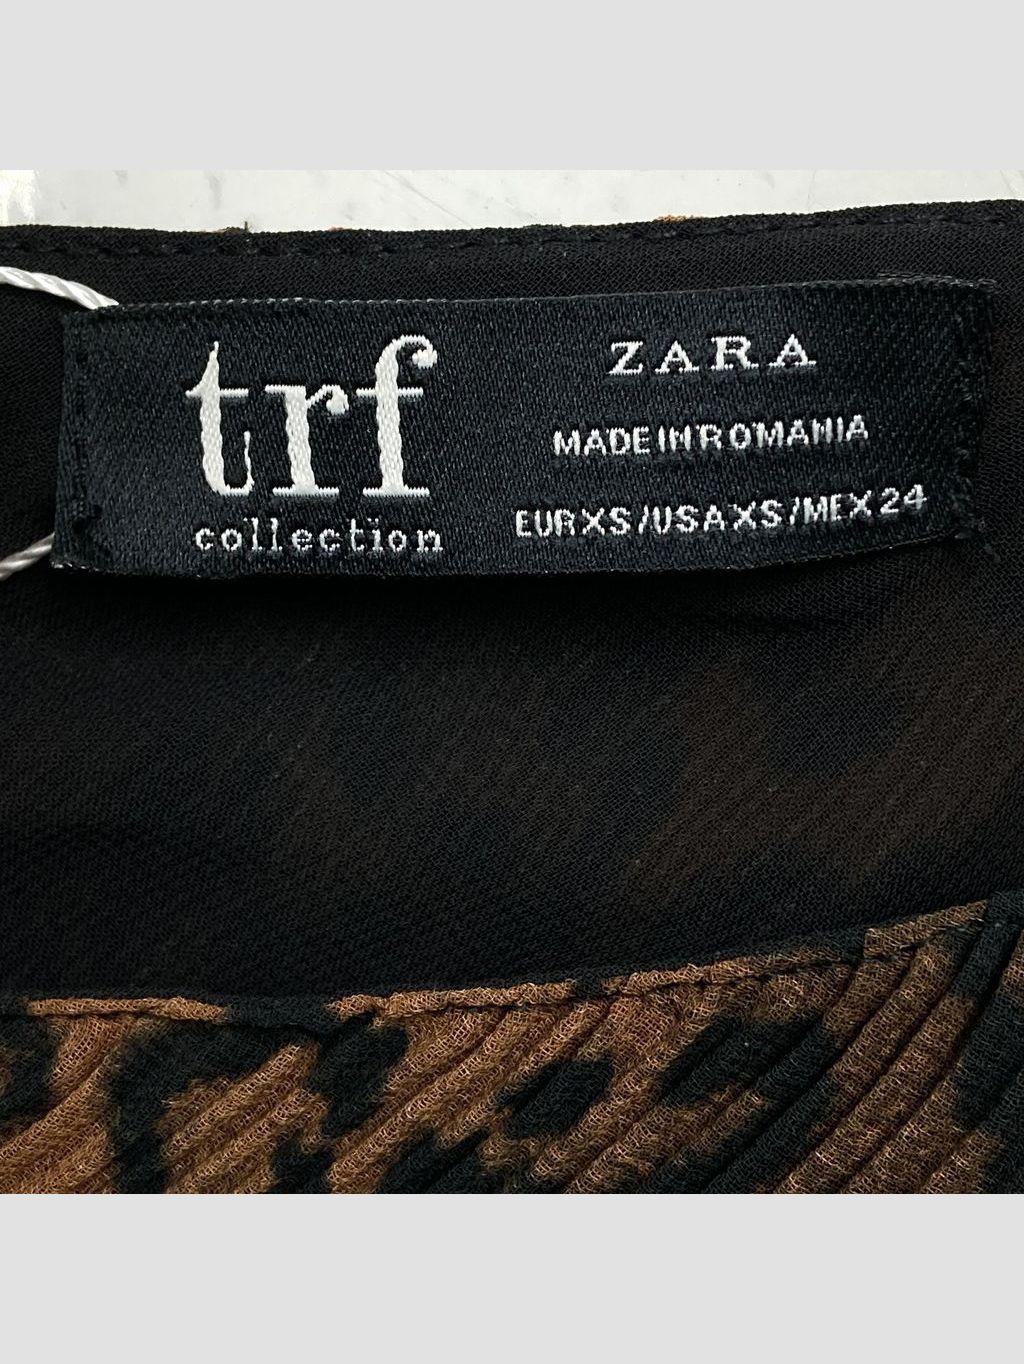 trf
collection
ZARA
MADE IN ROMANIA
EUR XS / USA XS / MEX 24